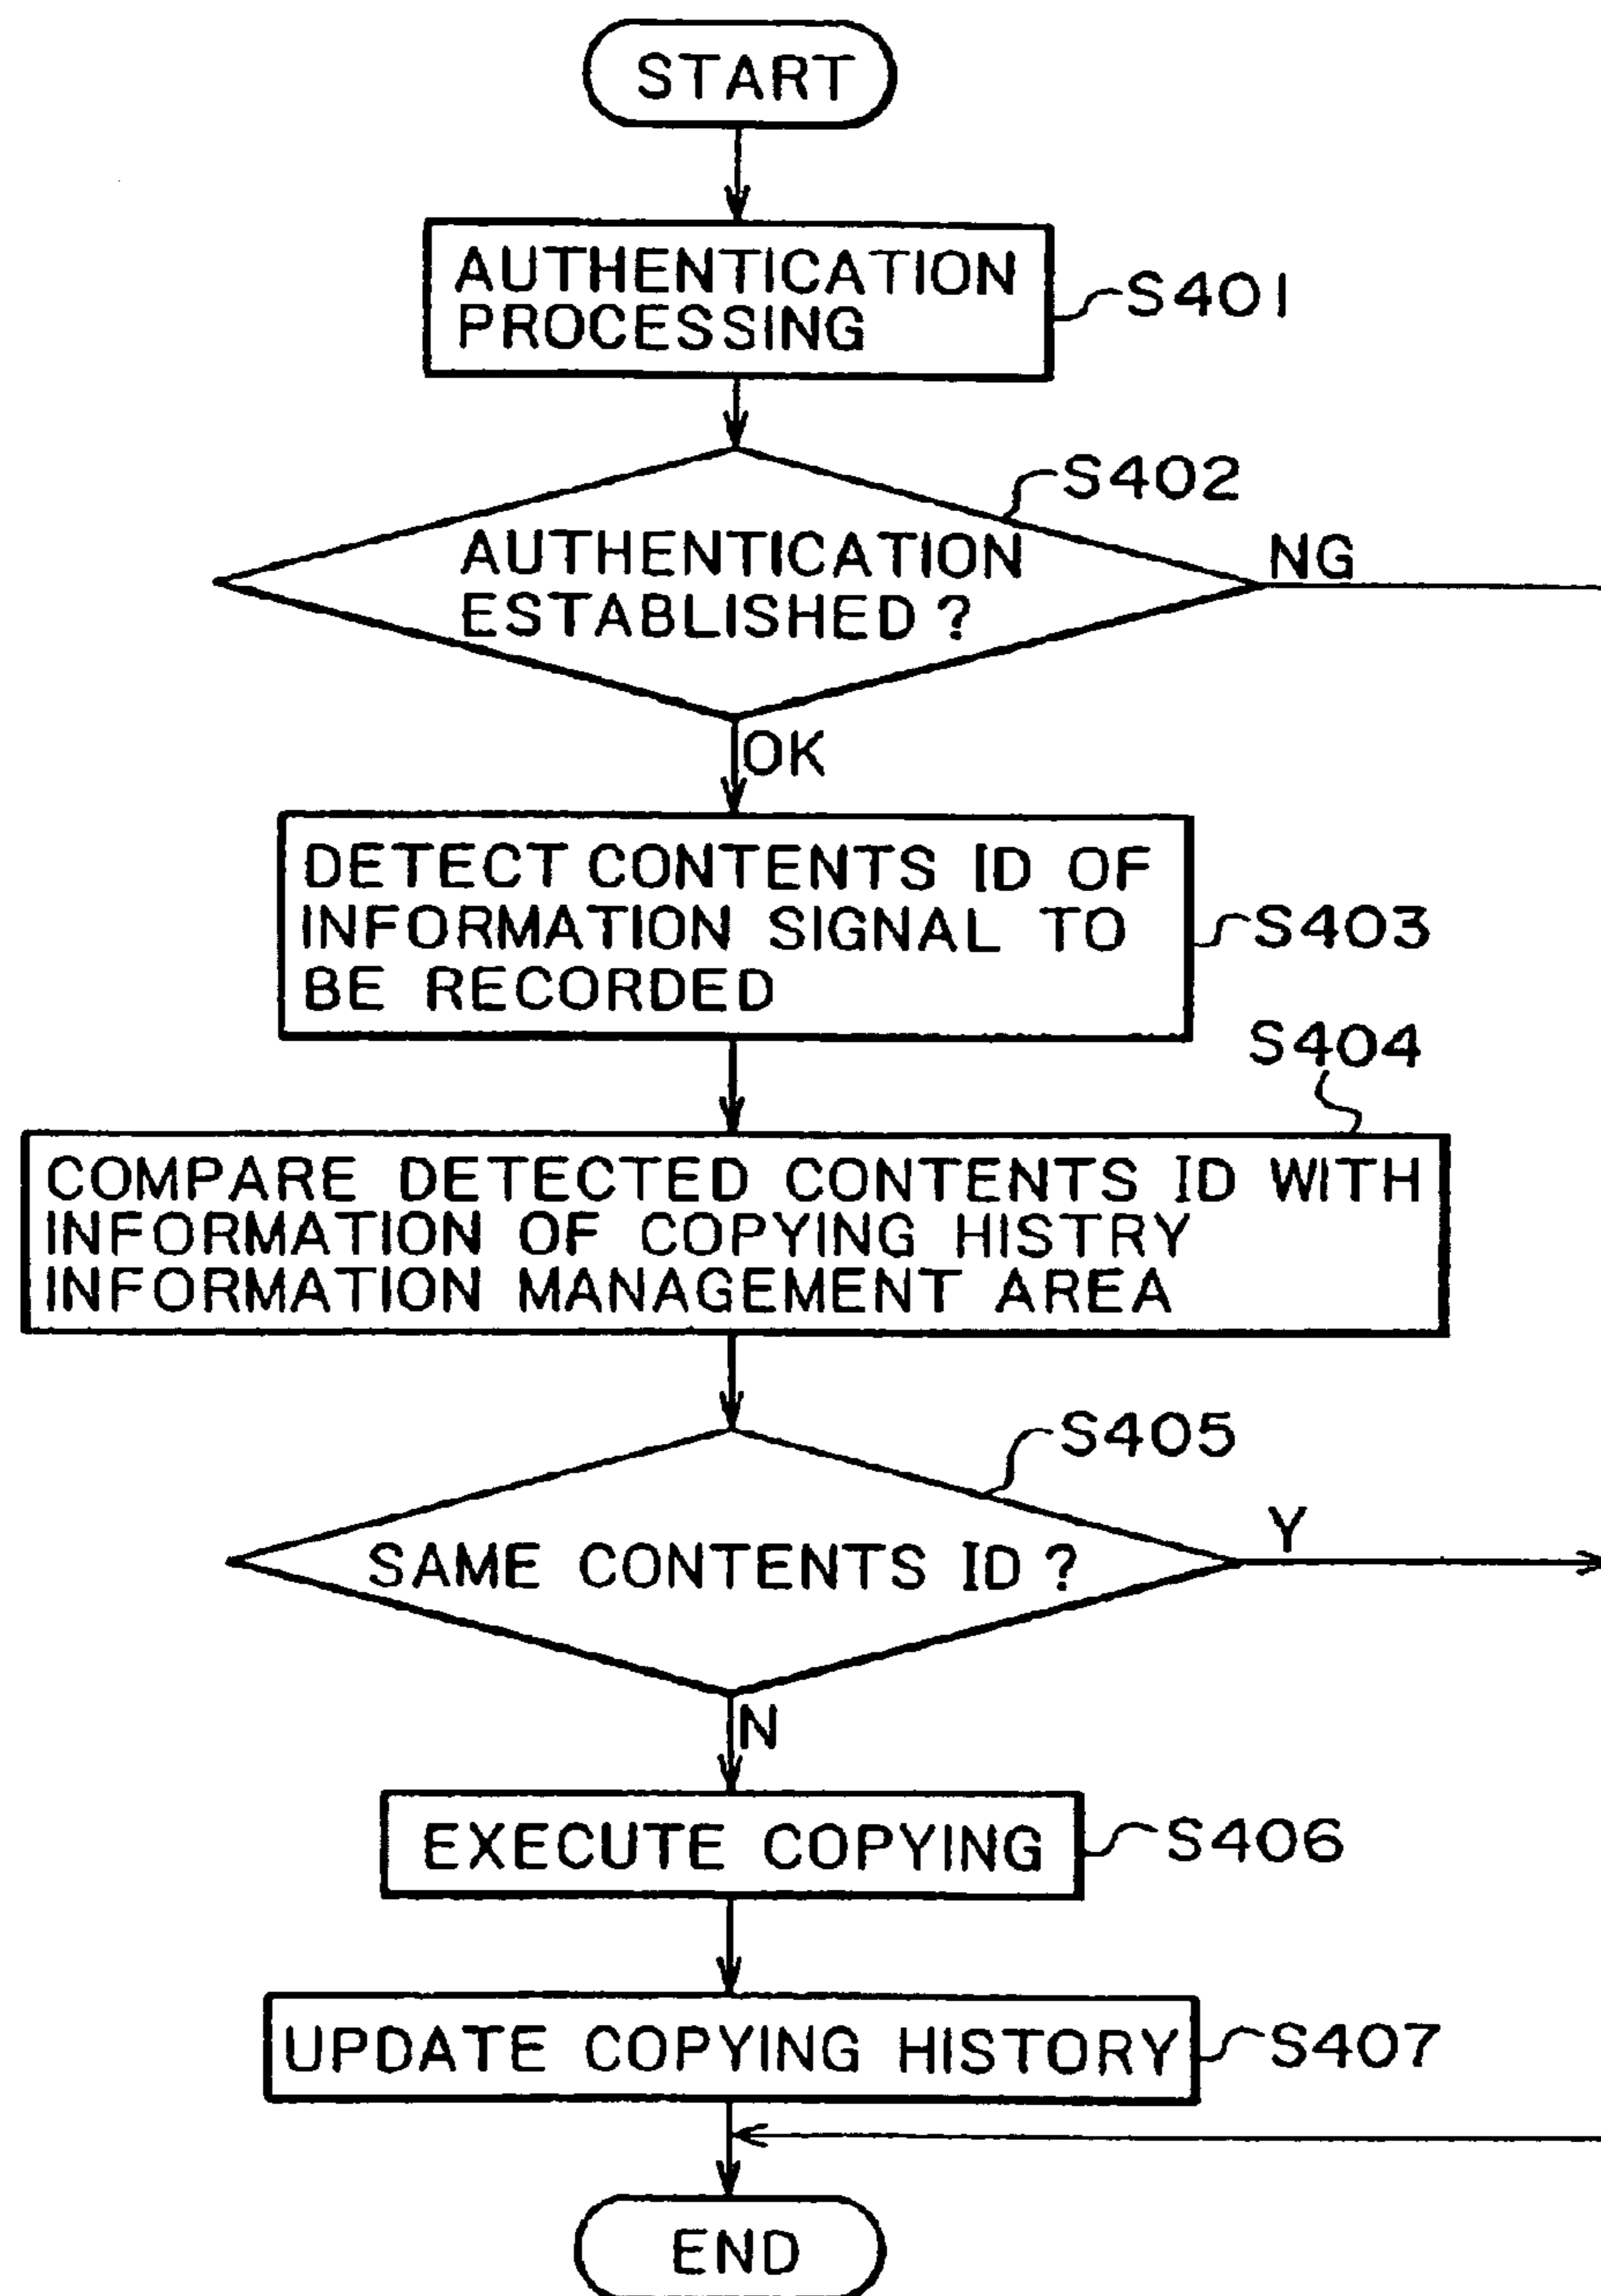 START
AUTHENTICATION
PROCESSING
S401
S402
AUTHENTICATION
ESTABLISHED?
NG
OK
DETECT CONTENTS ID OF
INFORMATION SIGNAL TO
BE RECORDED
S403
S404
COMPARE DETECTED CONTENTS ID WITH
INFORMATION OF COPYING HISTRY
INFORMATION MANAGEMENT AREA
S405
SAME CONTENTS ID?
Y
N
EXECUTE COPYING
S406
UPDATE COPYING HISTORY
S407
END